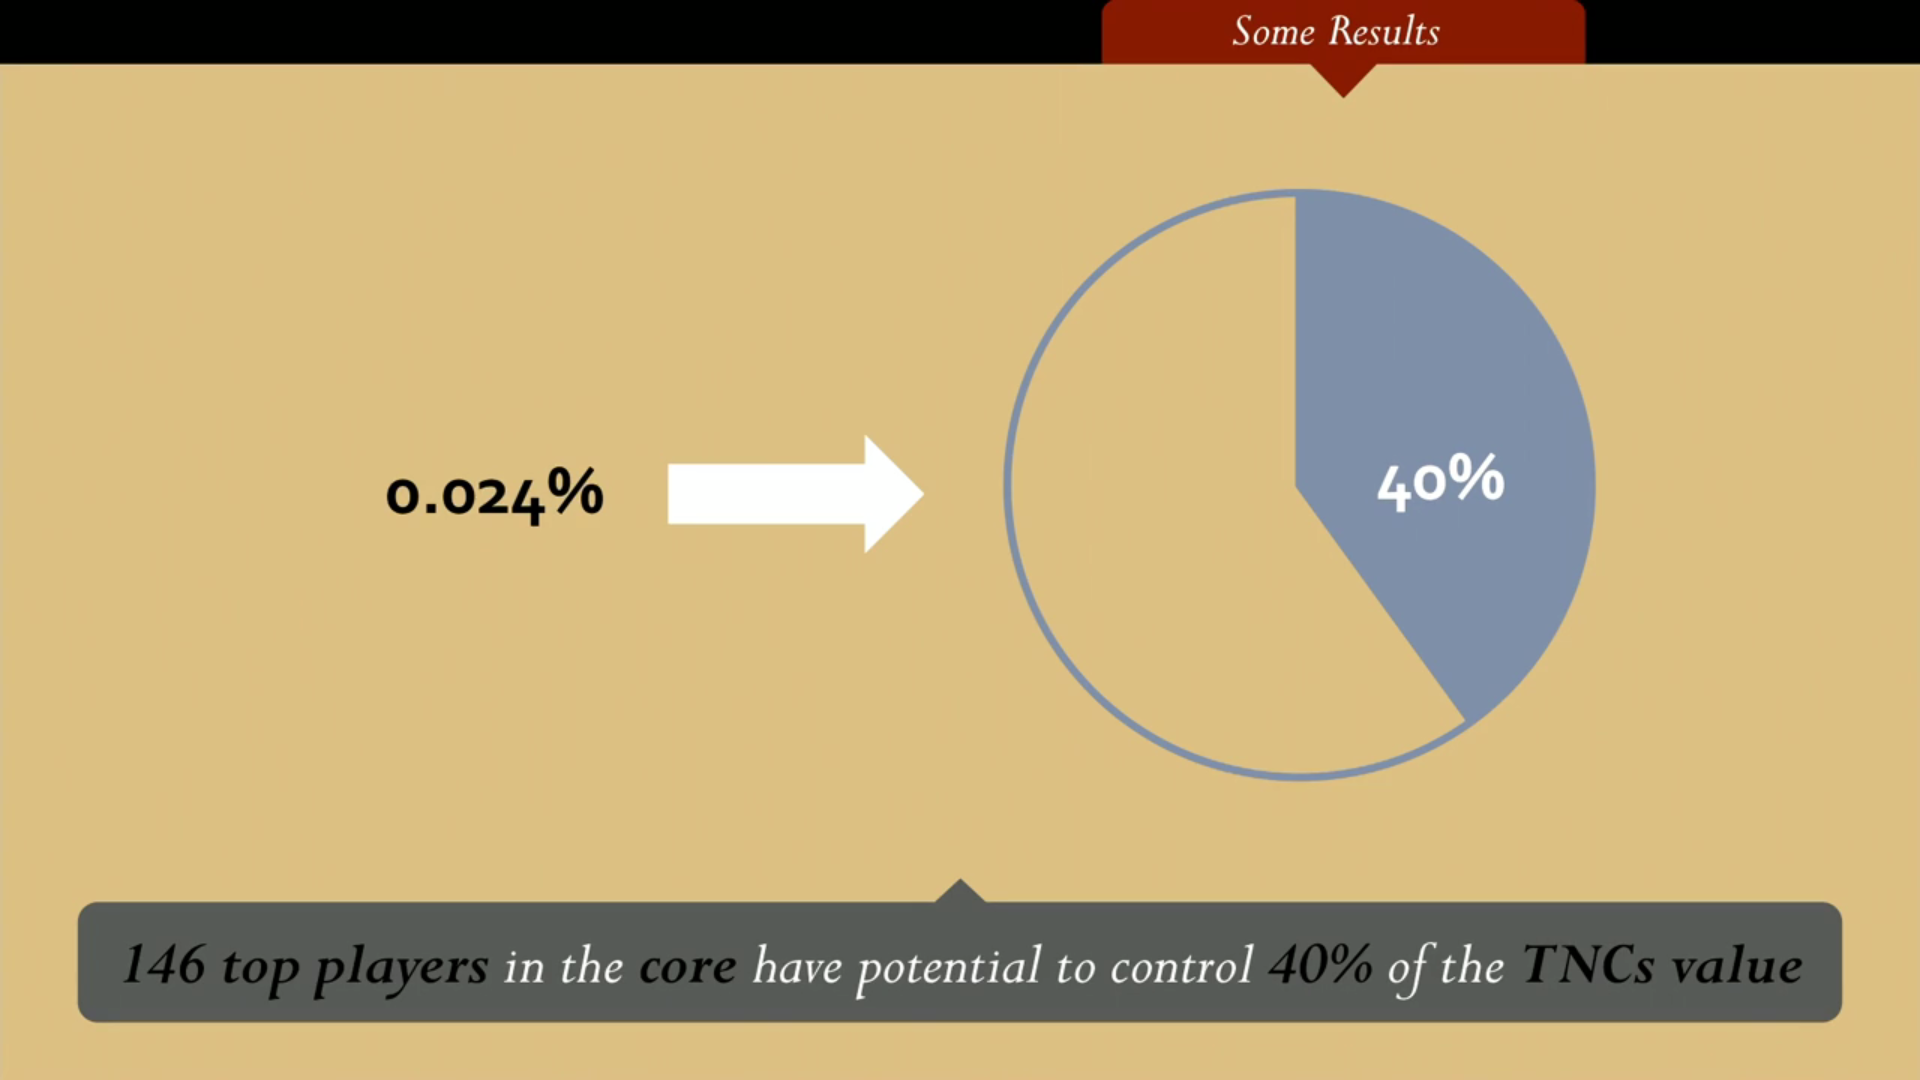 Some Results
0.024%
40%
146 top players in the core have potential to control 40% of the TNCs value